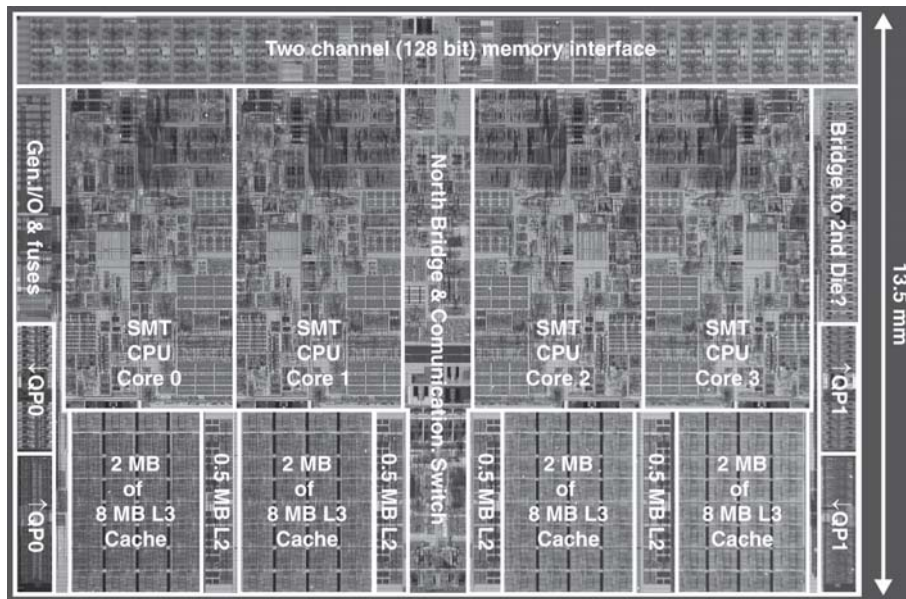 Two channel (128 bit) memory interface
Gen.I/O & fuses
SMT
CPU
Core 0
SMT
CPU
Core 1
North Bridge & Comunication. Switch
SMT
CPU
Core 2
SMT
CPU
Core 3
Bridge to 2nd Die?
13.5 mm
↓QP0
↑QP0
2 MB
of
8 MB L3
Cache
0.5 MB L2
2 MB
of
8 MB L3
Cache
0.5 MB L2
0.5 MB L2
2 MB
of
8 MB L3
Cache
0.5 MB L2
2 MB
of
8 MB L3
Cache
↑QP1
↓QP1